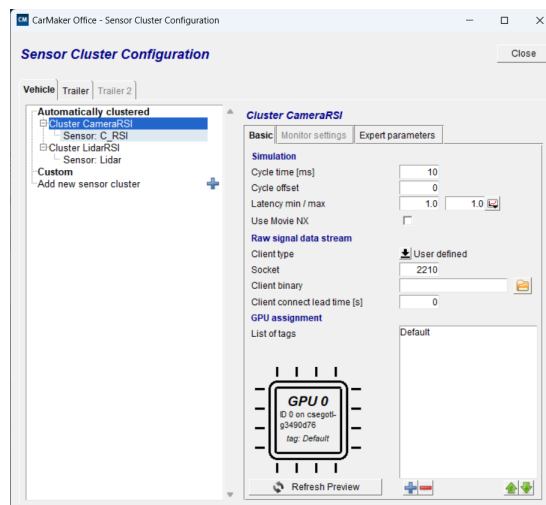 CM CarMaker Office - Sensor Cluster Configuration
Sensor Cluster Configuration
Close
Vehicle Trailer Trailer 2
Automatically clustered
Cluster CameraRSI
Sensor: C_RSI
Cluster LidarRSI
Sensor: Lidar
Custom
Add new sensor cluster
Cluster CameraRSI
Basic Monitor settings Expert parameters
Simulation
Cycle time [ms] 10
Cycle offset 0
Latency min / max 1.0 1.0
Use Movie NX
Raw signal data stream
Client type User defined
Socket 2210
Client binary
Client connect lead time [s] 0
GPU assignment
List of tags Default
GPU 0
ID 0 on csegotl-
g3490d76
tag: Default
Refresh Preview